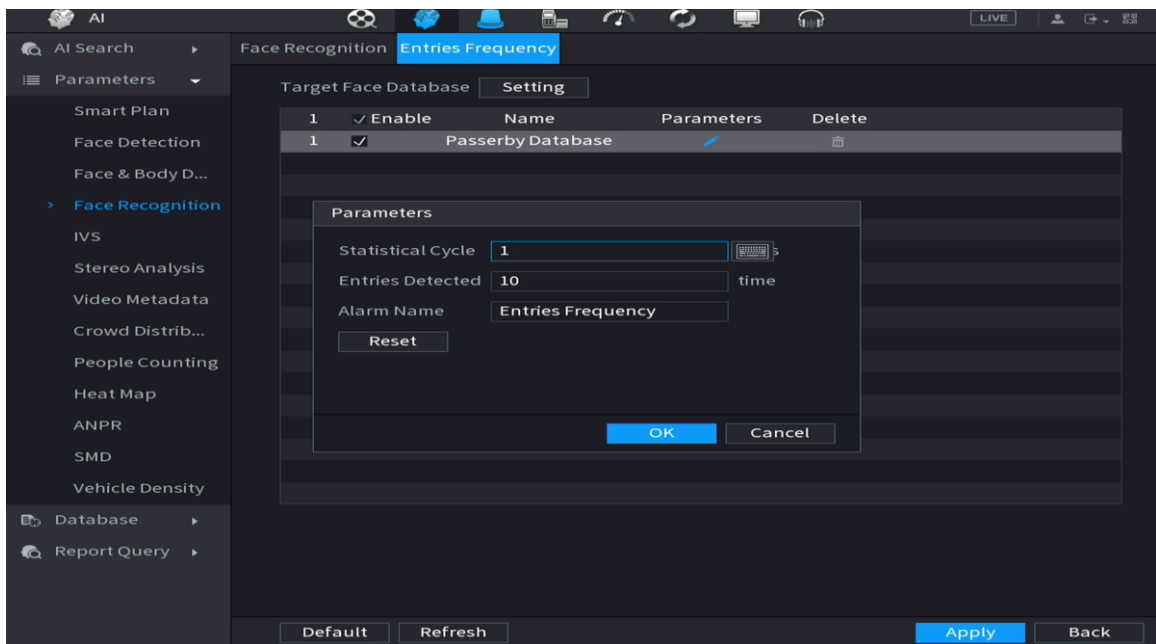 AI
LIVE
AI Search
Parameters
Smart Plan
Face Detection
Face & Body D...
Face Recognition
IVS
Stereo Analysis
Video Metadata
Crowd Distrib...
People Counting
Heat Map
ANPR
SMD
Vehicle Density
Database
Report Query
Face Recognition Entries Frequency
Target Face Database Setting
1 Enable Name Parameters Delete
1 Passerby Database
Parameters
Statistical Cycle 1
Entries Detected 10 time
Alarm Name Entries Frequency
Reset
OK Cancel
Default Refresh Apply Back